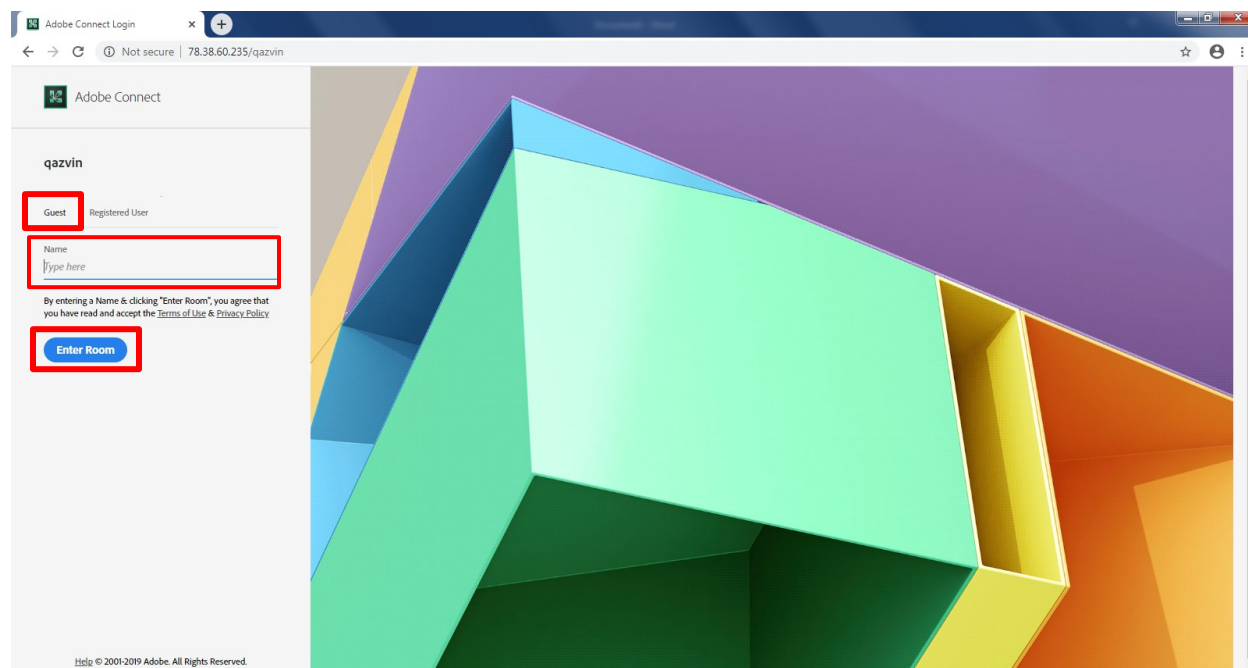 Adobe Connect Login
Not secure | 78.38.60.235/qazvin
Adobe Connect
qazvin
Guest Registered User
Name
Type here
By entering a Name & clicking "Enter Room", you agree that
you have read and accept the Terms of Use & Privacy Policy
Enter Room
Help © 2001-2019 Adobe. All Rights Reserved.